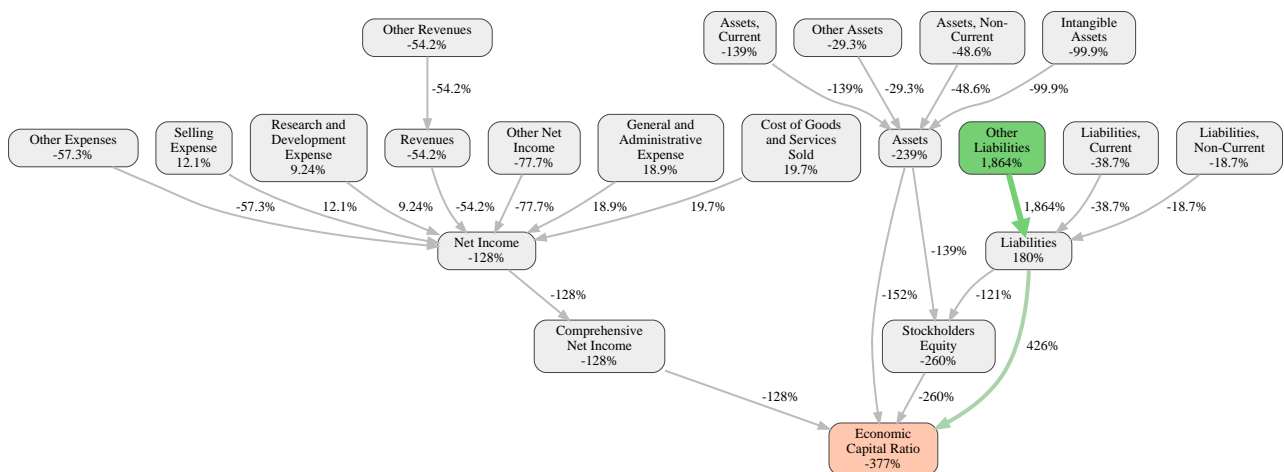 Other Revenues
-54.2%
Assets,
Current
-139%
Other Assets
-29.3%
Assets, Non-
Current
-48.6%
Intangible
Assets
-99.9%
-54.2%
-139%
-29.3%
-48.6%
-99.9%
Other Expenses
-57.3%
Selling
Expense
12.1%
Research and
Development
Expense
9.24%
Revenues
-54.2%
Other Net
Income
-77.7%
General and
Administrative
Expense
18.9%
Cost of Goods
and Services
Sold
19.7%
Assets
-239%
Other
Liabilities
1,864%
Liabilities,
Current
-38.7%
Liabilities,
Non-Current
-18.7%
-57.3%
12.1%
9.24%
-54.2%
-77.7%
18.9%
19.7%
1,864%
-38.7%
-18.7%
Net Income
-128%
-139%
Liabilities
180%
-128%
-152%
-121%
Comprehensive
Net Income
-128%
Stockholders
Equity
-260%
426%
-128%
-260%
Economic
Capital Ratio
-377%